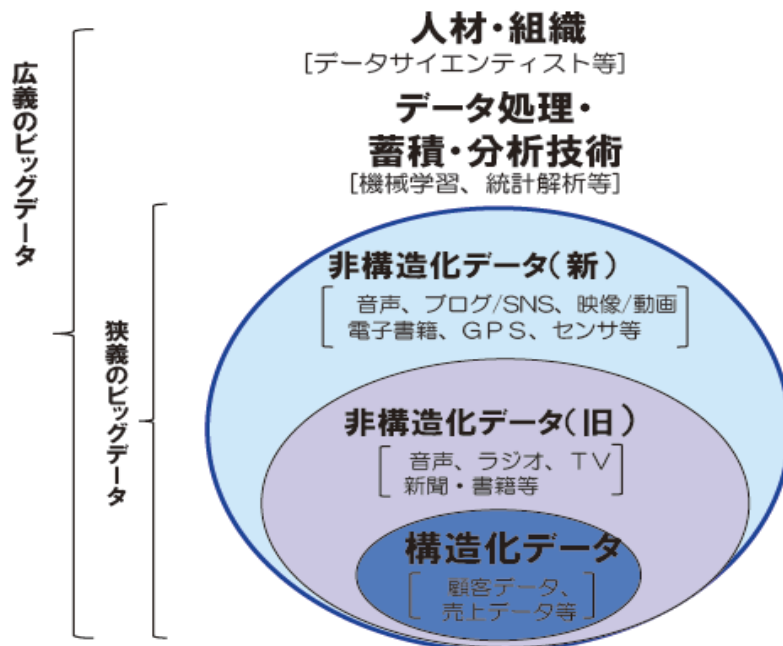 人材・組織
[データサイエンティスト等]
データ処理・
蓄積・分析技術
[機械学習、統計解析等]
広義のビッグデータ
狭義のビッグデータ
非構造化データ(新)
音声、ブログ/SNS、映像/動画
電子書籍、GPS、センサ等
非構造化データ(旧)
音声、ラジオ、TV
新聞・書籍等
構造化データ
顧客データ、
売上データ等